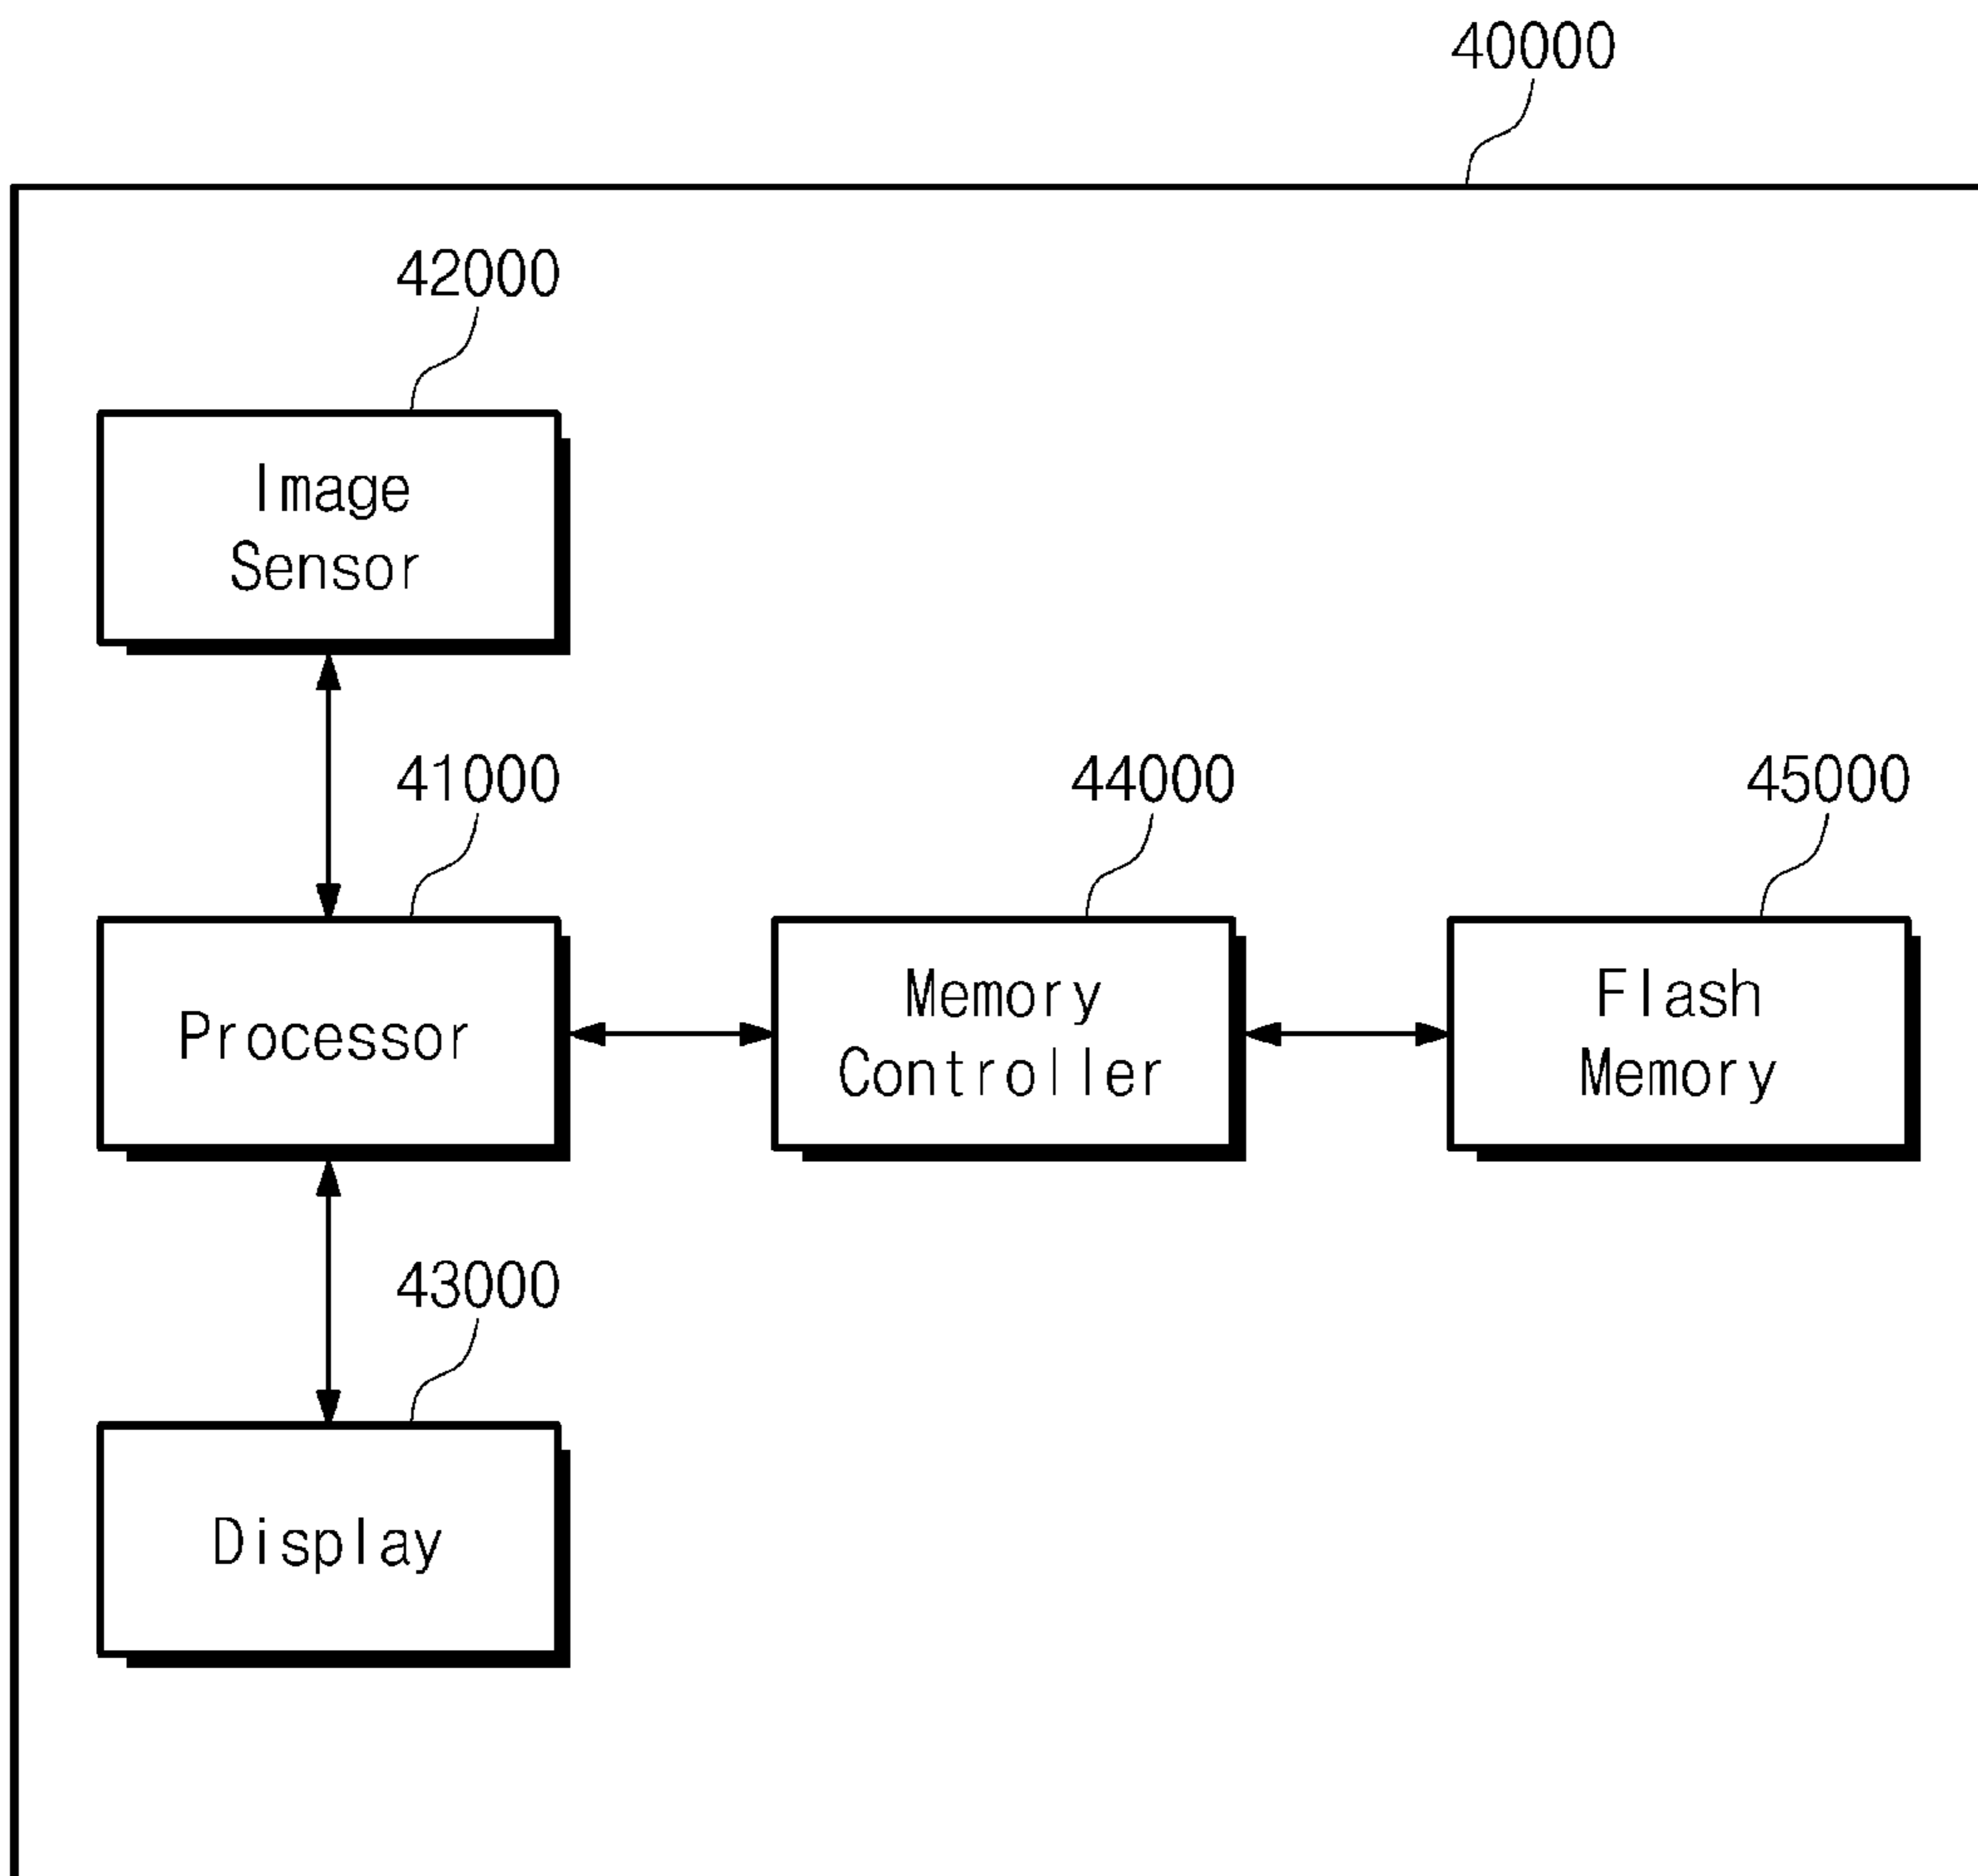 40000
42000
Image
Sensor
41000
44000
45000
Processor
Memory
Controller
Flash
Memory
43000
Display